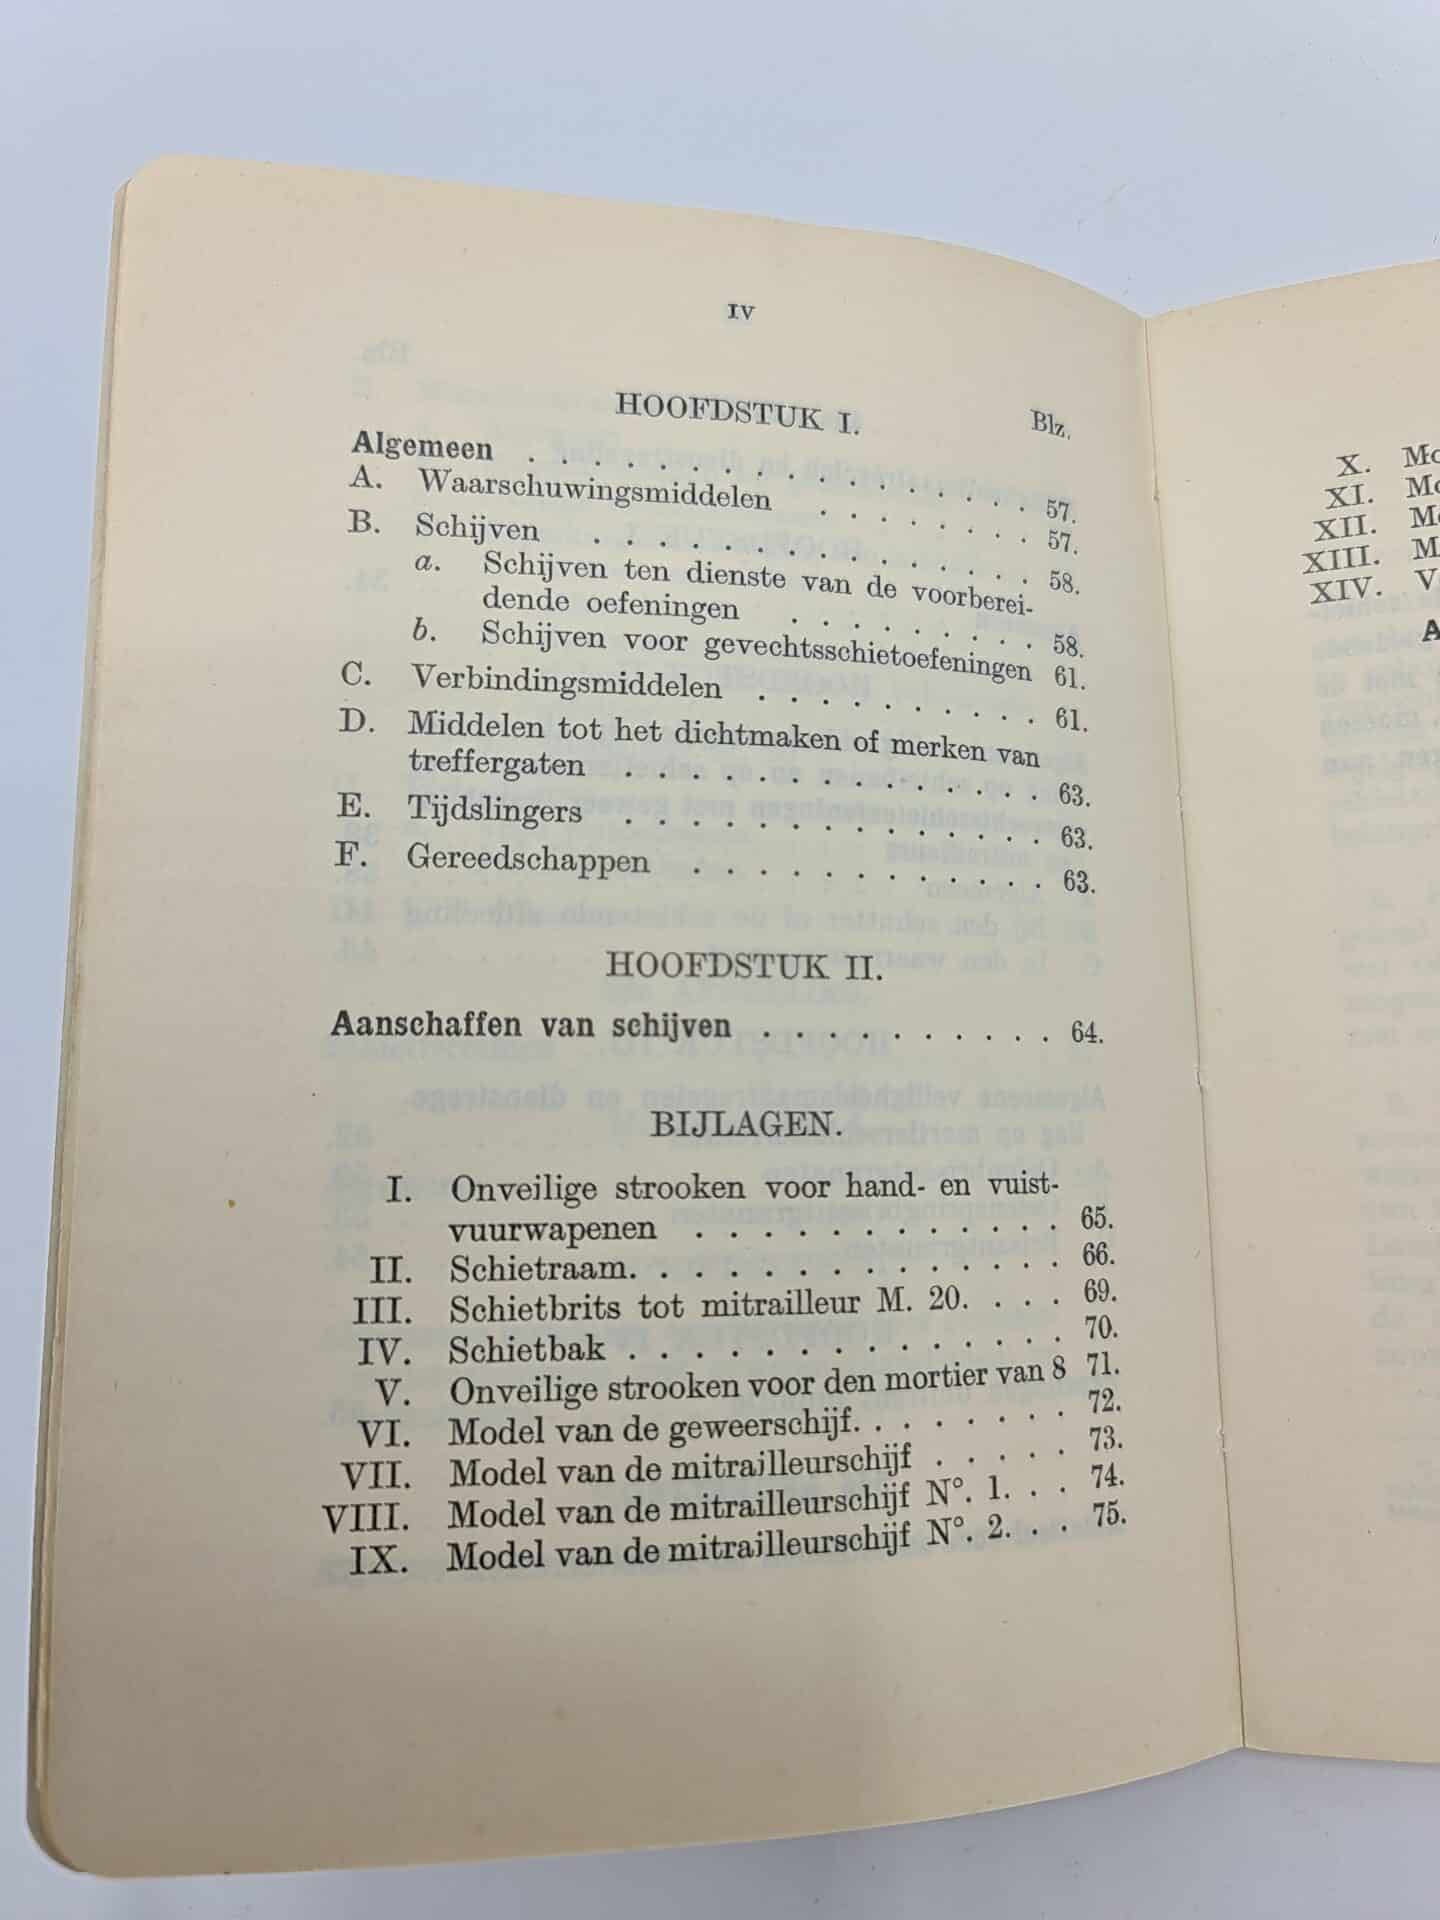 IV
HOOFDSTUK I.
Blz.
Algemeen . . . . . . . . . . . . . . . . 57.
A. Waarschuwingsmiddelen . . . . . . . . 57.
B. Schijven . . . . . . . . . . . . . . 58.
a. Schijven ten dienste van de voorberei-
dende oefeningen . . . . . . . . 58.
b. Schijven voor gevechtsschietoefeningen 61.
C. Verbindingsmiddelen . . . . . . . . . 61.
D. Middelen tot het dichtmaken of merken van
treffergaten . . . . . . . . . . . . . 63.
E. Tijdslingers . . . . . . . . . . . . . 63.
F. Gereedschappen . . . . . . . . . . . 63.
HOOFDSTUK II.
Aanschaffen van schijven . . . . . . . . . 64.
BIJLAGEN.
I. Onveilige strooken voor hand- en vuist-
vuurwapenen . . . . . . . . . . . 65.
II. Schietraam. . . . . . . . . . . . . . 66.
III. Schietbrits tot mitrailleur M. 20. . . . 69.
IV. Schietbak . . . . . . . . . . . . . 70.
V. Onveilige strooken voor den mortier van 8 71.
VI. Model van de geweerschijf. . . . . . . . 72.
VII. Model van de mitrailleurschijf . . . . . 73.
VIII. Model van de mitrailleurschijf N°. 1. . . 74.
IX. Model van de mitrailleurschijf N°. 2. . . 75.
X.
XI.
XII.
XIII.
XIV.